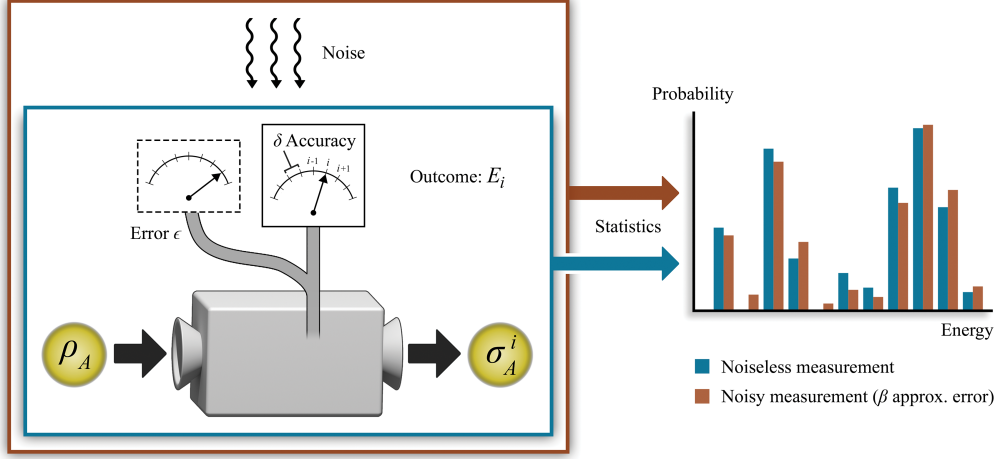 Noise
δ Accuracy
i-1 i i+1
Outcome: E_i
Error ϵ
ρ_A
σ_A^i
Statistics
Probability
Energy
Noiseless measurement
Noisy measurement (β approx. error)